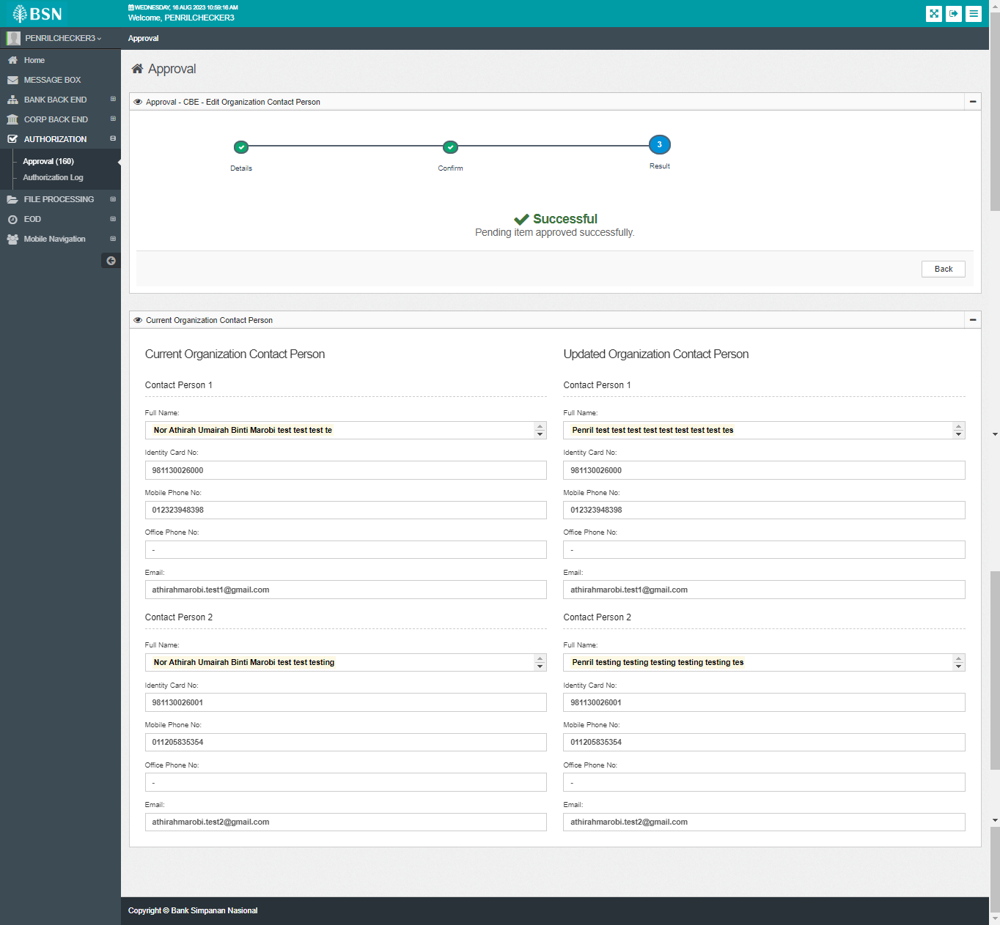 BSN
WEDNESDAY, 16 AUG 2023 10:59:16 AM
Welcome, PENRILCHECKER3
PENRILCHECKER3
Approval
Home
MESSAGE BOX
BANK BACK END
CORP BACK END
AUTHORIZATION
Approval (160)
Authorization Log
FILE PROCESSING
EOD
Mobile Navigation
Approval
Approval - CBE - Edit Organization Contact Person
3
Details
Confirm
Result
Successful
Pending item approved successfully.
Back
Current Organization Contact Person
Current Organization Contact Person
Contact Person 1
Full Name:
Nor Athirah Umairah Binti Marobi test test test te
Identity Card No:
981130026000
Mobile Phone No:
012323948398
Office Phone No:
-
Email:
athirahmarobi.test1@gmail.com
Contact Person 2
Full Name:
Nor Athirah Umairah Binti Marobi test test testing
Identity Card No:
981130026001
Mobile Phone No:
011205835354
Office Phone No:
-
Email:
athirahmarobi.test2@gmail.com
Updated Organization Contact Person
Contact Person 1
Full Name:
Penril test test test test test test test test tes
Identity Card No:
981130026000
Mobile Phone No:
012323948398
Office Phone No:
-
Email:
athirahmarobi.test1@gmail.com
Contact Person 2
Full Name:
Penril testing testing testing testing testing tes
Identity Card No:
981130026001
Mobile Phone No:
011205835354
Office Phone No:
-
Email:
athirahmarobi.test2@gmail.com
Copyright © Bank Simpanan Nasional